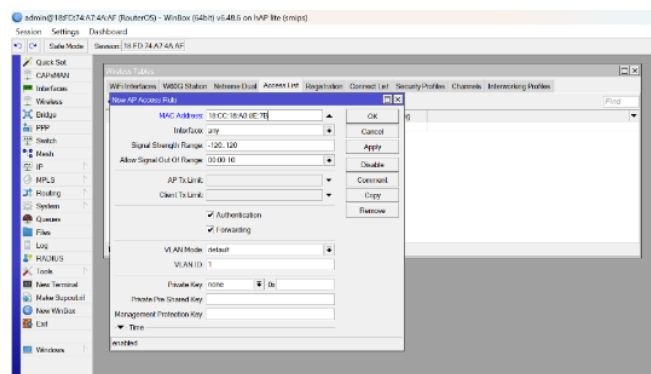 admin@18:FD:74:A7:4A:AF (RouterOS) - WinBox (64bit) v6.48.6 on hAP lite (smips)
Session Settings Dashboard
Safe Mode Session: 18:FD:74:A7:4A:AF
Quick Set
CAPsMAN
Interfaces
Wireless
Bridge
PPP
Switch
Mesh
IP
MPLS
Routing
System
Queues
Files
Log
RADIUS
Tools
New Terminal
Make Supout.rif
New WinBox
Exit
Windows
Wireless Tables
WiFi Interfaces W60G Station Nstreme Dual Access List Registration Connect List Security Profiles Channels Interworking Profiles
Find
New AP Access Rule
MAC Address: 18:CC:18:A0:8E:7B
Interface: any
Signal Strength Range: -120..120
Allow Signal Out Of Range: 00:00:10
AP Tx Limit:
Client Tx Limit:
Authentication
Forwarding
VLAN Mode: default
VLAN ID: 1
Private Key: none 0x
Private Pre Shared Key:
Management Protection Key:
Time
enabled
OK
Cancel
Apply
Disable
Comment
Copy
Remove